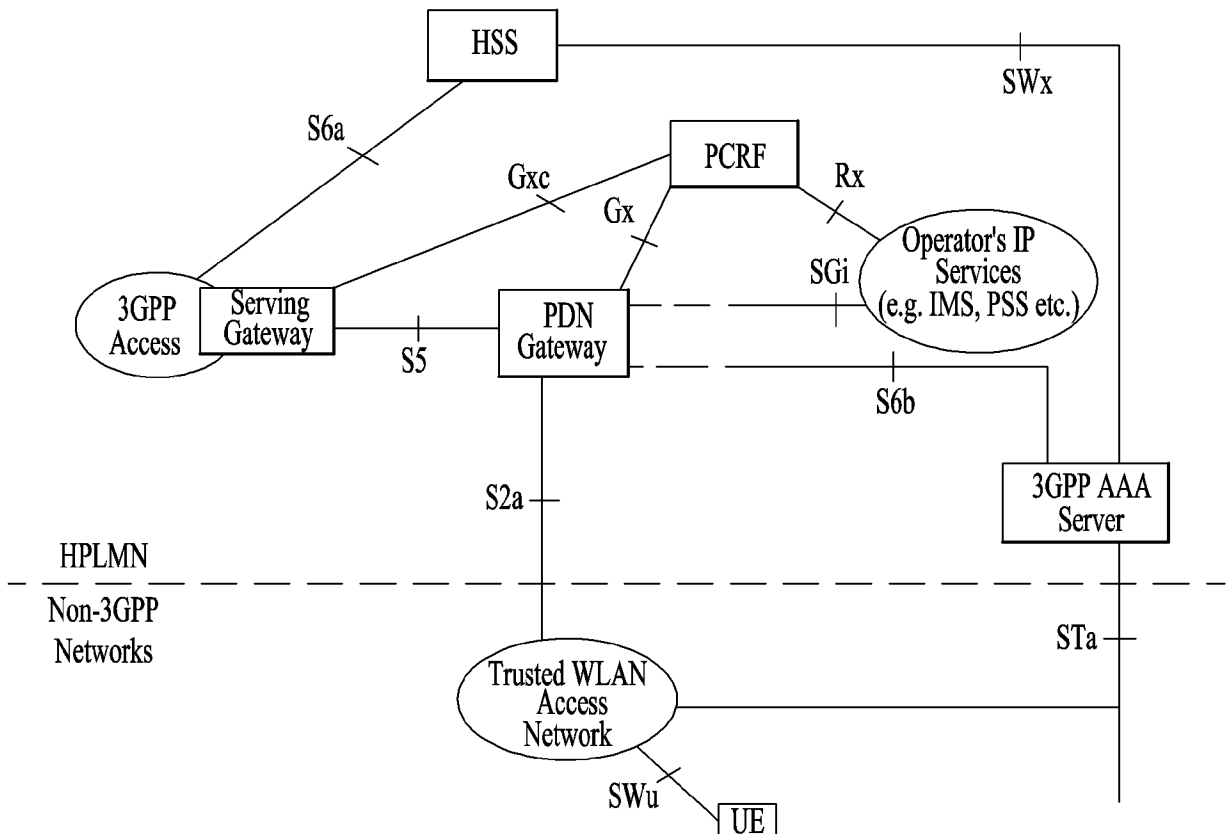 HSS
SWx
S6a
PCRF
Gxc
Rx
Gx
Operator's IP
Services
(e.g. IMS, PSS etc.)
SGi
3GPP
Access
Serving
Gateway
PDN
Gateway
S5
S6b
S2a
3GPP AAA
Server
HPLMN
Non-3GPP
Networks
STa
Trusted WLAN
Access
Network
SWu
UE